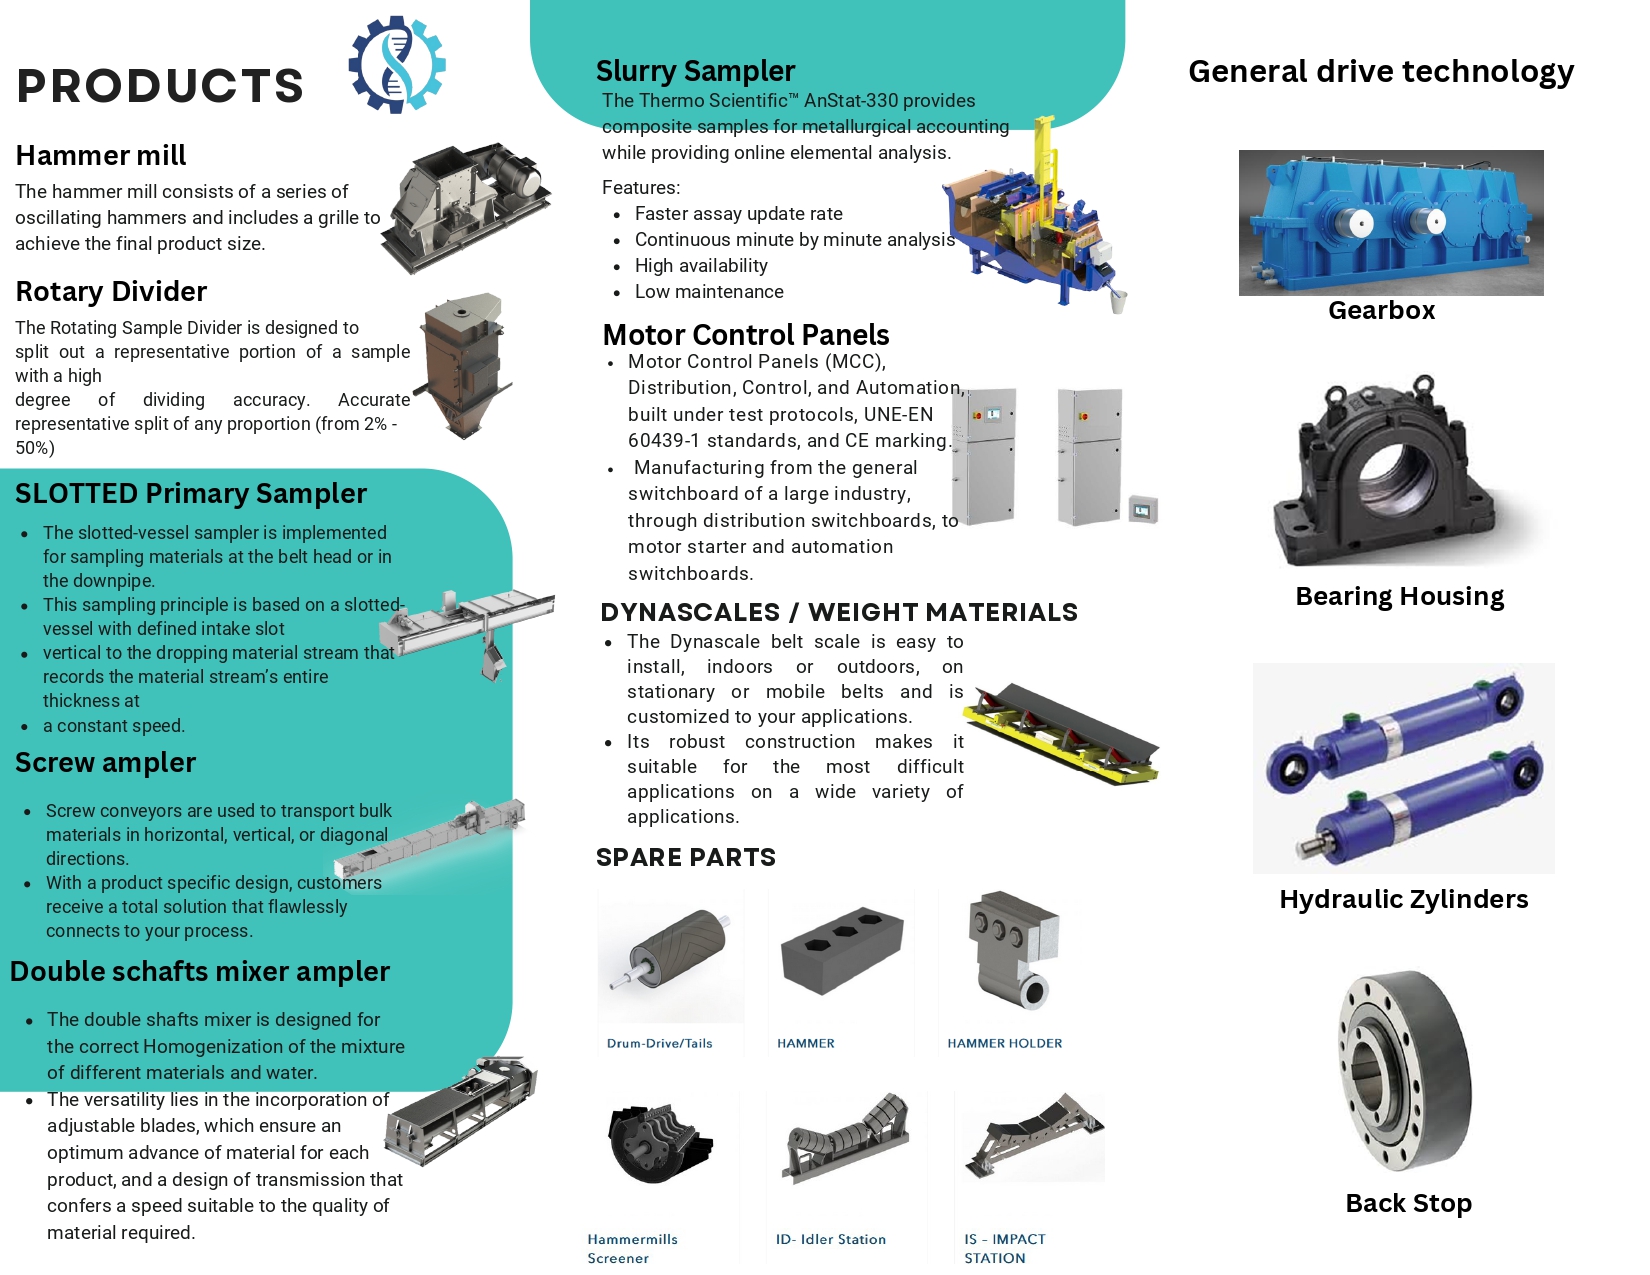 PRODUCTS
Hammer mill
The hammer mill consists of a series of
oscillating hammers and includes a grille to
achieve the final product size.
Rotary Divider
The Rotating Sample Divider is designed to
split out a representative portion of a sample
with a high
degree of dividing accuracy. Accurate
representative split of any proportion (from 2% -
50%)
SLOTTED Primary Sampler
• The slotted-vessel sampler is implemented
for sampling materials at the belt head or in
the downpipe.
• This sampling principle is based on a slotted-
vessel with defined intake slot
• vertical to the dropping material stream that
records the material stream's entire
thickness at
• a constant speed.
Screw ampler
• Screw conveyors are used to transport bulk
materials in horizontal, vertical, or diagonal
directions.
• With a product specific design, customers
receive a total solution that flawlessly
connects to your process.
Double schafts mixer ampler
• The double shafts mixer is designed for
the correct Homogenization of the mixture
of different materials and water.
• The versatility lies in the incorporation of
adjustable blades, which ensure an
optimum advance of material for each
product, and a design of transmission that
confers a speed suitable to the quality of
material required.
Slurry Sampler
The Thermo Scientific™ AnStat-330 provides
composite samples for metallurgical accounting
while providing online elemental analysis.
Features:
• Faster assay update rate
• Continuous minute by minute analysis
• High availability
• Low maintenance
Motor Control Panels
• Motor Control Panels (MCC),
Distribution, Control, and Automation,
built under test protocols, UNE-EN
60439-1 standards, and CE marking.
• Manufacturing from the general
switchboard of a large industry,
through distribution switchboards, to
motor starter and automation
switchboards.
DYNASCALES / WEIGHT MATERIALS
• The Dynascale belt scale is easy to
install, indoors or outdoors, on
stationary or mobile belts and is
customized to your applications.
• Its robust construction makes it
suitable for the most difficult
applications on a wide variety of
applications.
SPARE PARTS
Drum-Drive/Tails
HAMMER
HAMMER HOLDER
Hammermills
Screener
ID- Idler Station
IS – IMPACT
STATION
General drive technology
Gearbox
Bearing Housing
Hydraulic Zylinders
Back Stop